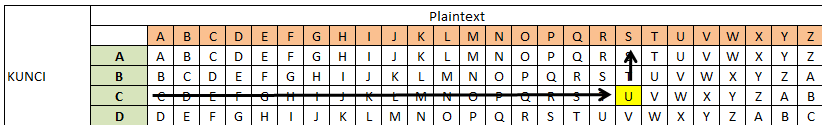 Plaintext
A B C D E F G H I J K L M N O P Q R S T U V W X Y Z
A A B C D E F G H I J K L M N O P Q R S T U V W X Y Z
KUNCI B B C D E F G H I J K L M N O P Q R S T U V W X Y Z A
C C D E F G H I J K L M N O P Q R S T U V W X Y Z A B
D D E F G H I J K L M N O P Q R S T U V W X Y Z A B C